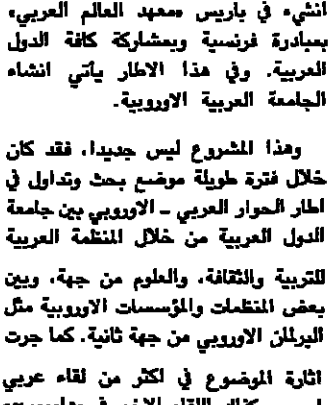 انشيء في باريس «معهد العالم العربي»
بمبادرة فرنسية وبمشاركة كافة الدول
العربية. وفي هذا الاطار يأتي انشاء
الجامعة العربية الاوروبية.
وهذا المشروع ليس جديدا، فقد كان
خلال فترة طويلة موضع بحث وتداول في
اطار الحوار العربي ــ الاوروبي بين جامعة
الدول العربية من خلال المنظمة العربية
للتربية والثقافة، والعلوم من جهة، وبين
بعض المنظمات والمؤسسات الاوروبية مثل
البرلمان الاوروبي من جهة ثانية. كما جرت
اثارة الموضوع في اكثر من لقاء عربي